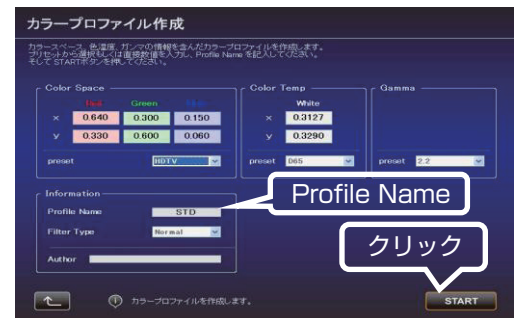 カラープロファイル作成
カラースペース、色温度、ガンマの情報を含んだカラープロファイルを作成します。
プリセットから選択もしくは直接数値を入力し、Profile Name を記入してください。
そして STARTボタンを押してください。
Color Space
Red Green Blue
x 0.640 0.300 0.150
y 0.330 0.600 0.060
preset HDTV
Color Temp
White
x 0.3127
y 0.3290
preset D65
Gamma
preset 2.2
Information
Profile Name STD
Filter Type Normal
Author
Profile Name
クリック
カラープロファイルを作成します。
START